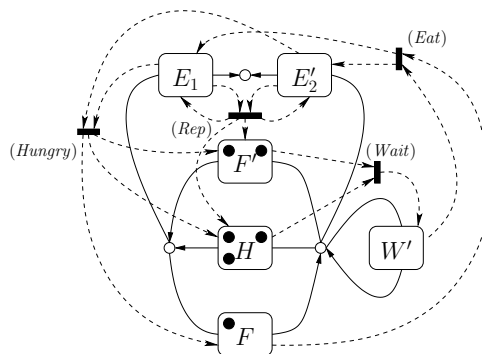 (Eat)
E₁
E′₂
(Rep)
(Hungry)
F′
(Wait)
H
W′
F